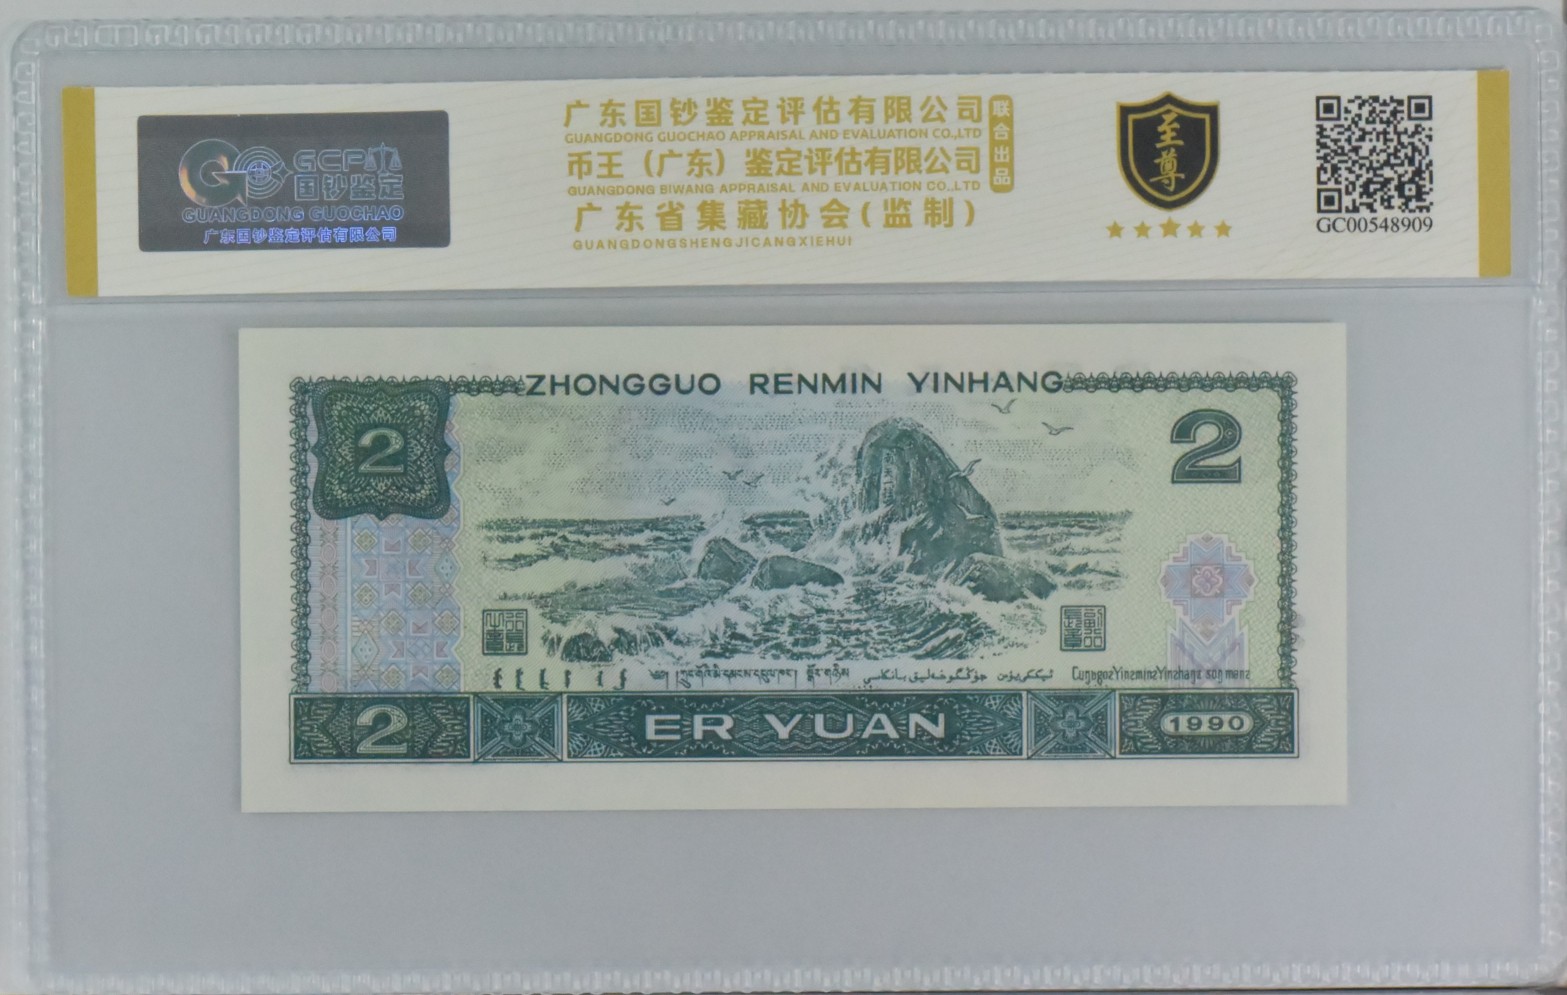 GCP
国钞鉴定
GUANGDONG GUOCHAO
广东国钞鉴定评估有限公司
广东国钞鉴定评估有限公司
GUANGDONG GUOCHAO APPRAISAL AND EVALUATION CO.,LTD
币王（广东）鉴定评估有限公司
GUANGDONG BIWANG APPRAISAL AND EVALUATION CO.,LTD
广东省集藏协会(监制)
GUANGDONGSHENGJICANGXIEHUI
联合出品
至尊
GC00548909
ZHONGGUO RENMIN YINHANG
2
2
2
ER YUAN
1990